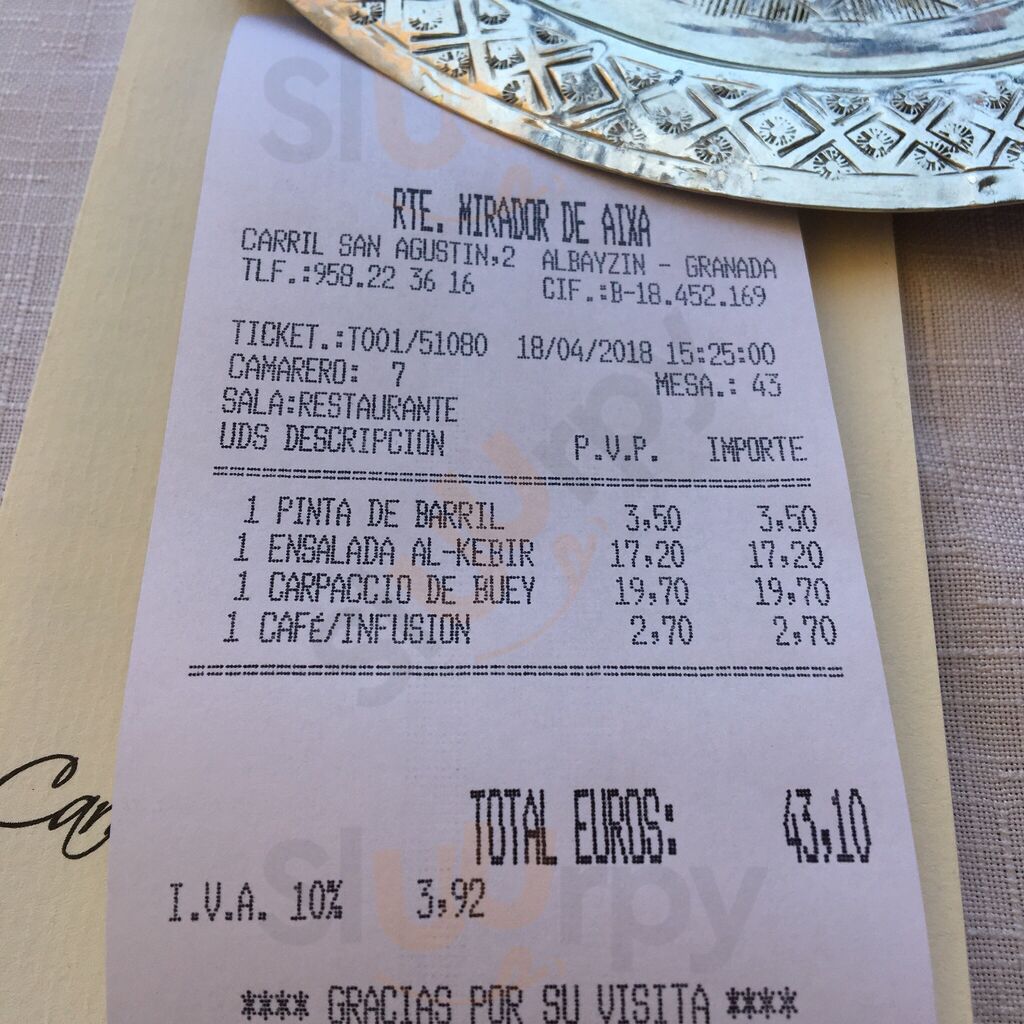 RTE. MIRADOR DE AIXA
CARRIL SAN AGUSTIN,2 ALBAYZIN - GRANADA
TLF.:958.22 36 16 CIF.:B-18.452.169
TICKET.:T001/51080 18/04/2018 15:25:00
CAMARERO: 7 MESA.: 43
SALA:RESTAURANTE
UDS DESCRIPCION P.V.P. IMPORTE
1 PINTA DE BARRIL 3,50 3,50
1 ENSALADA AL-KEBIR 17,20 17,20
1 CARPACCIO DE BUEY 19,70 19,70
1 CAFÉ/INFUSION 2,70 2,70
TOTAL EUROS: 43,10
I.V.A. 10% 3,92
**** GRACIAS POR SU VISITA ****
Car
Slurpy
Slurpy
Slurpy